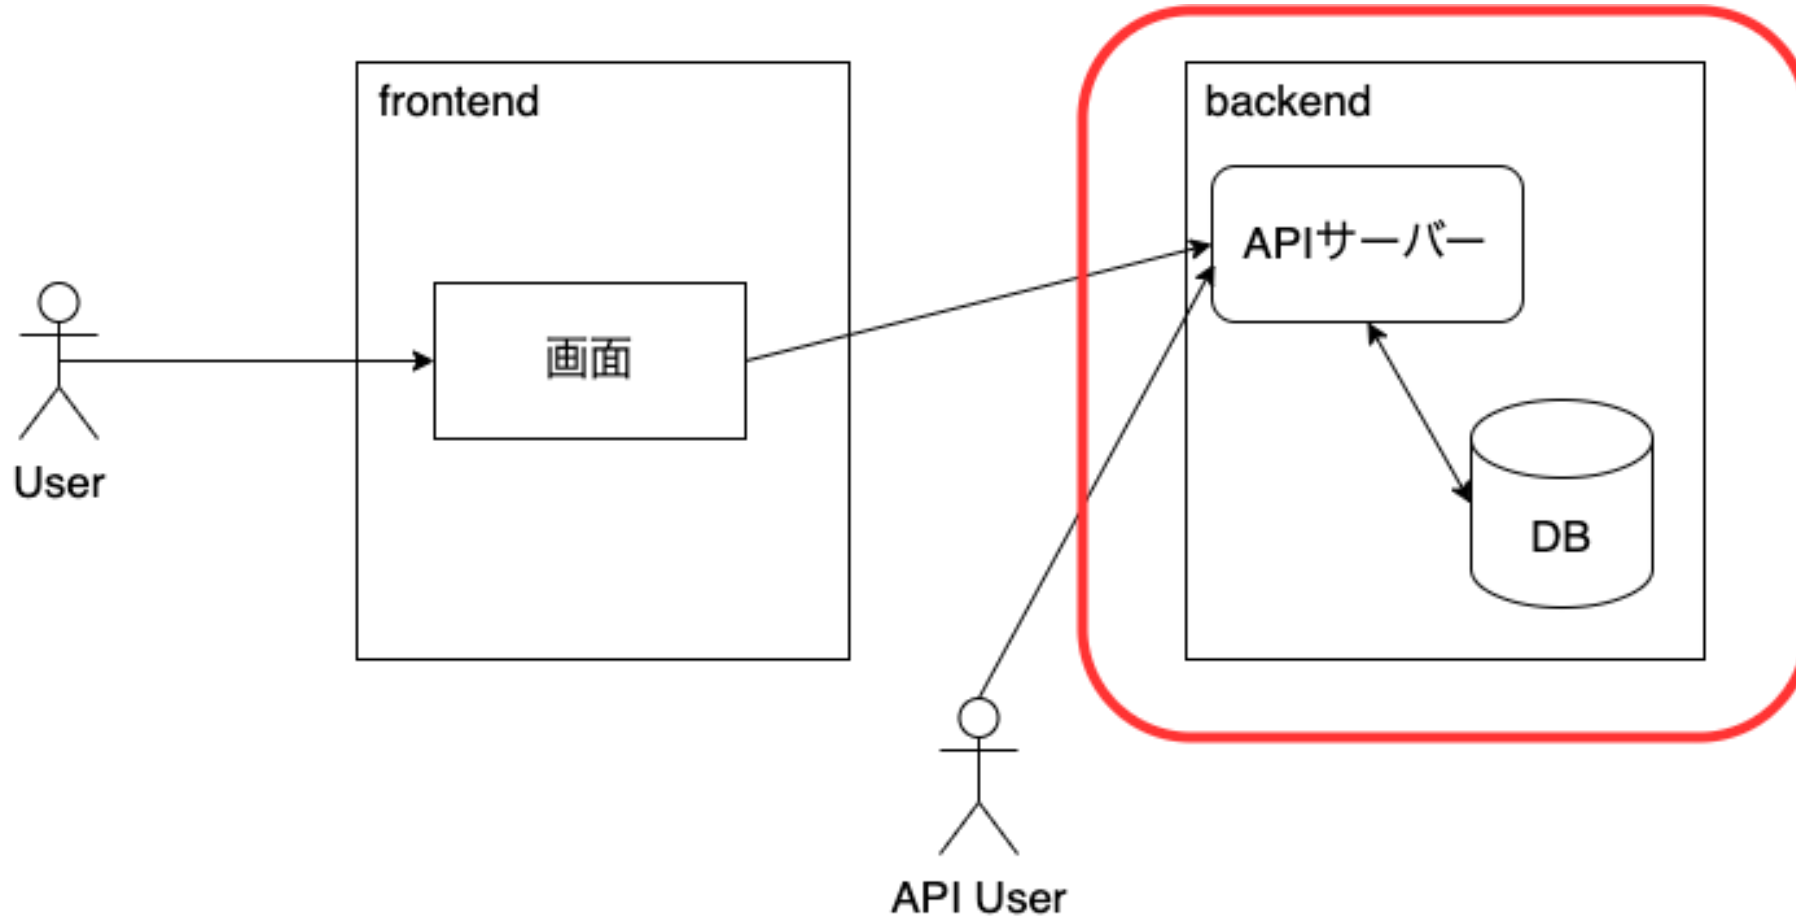 frontend
backend
APIサーバー
画面
User
DB
API User